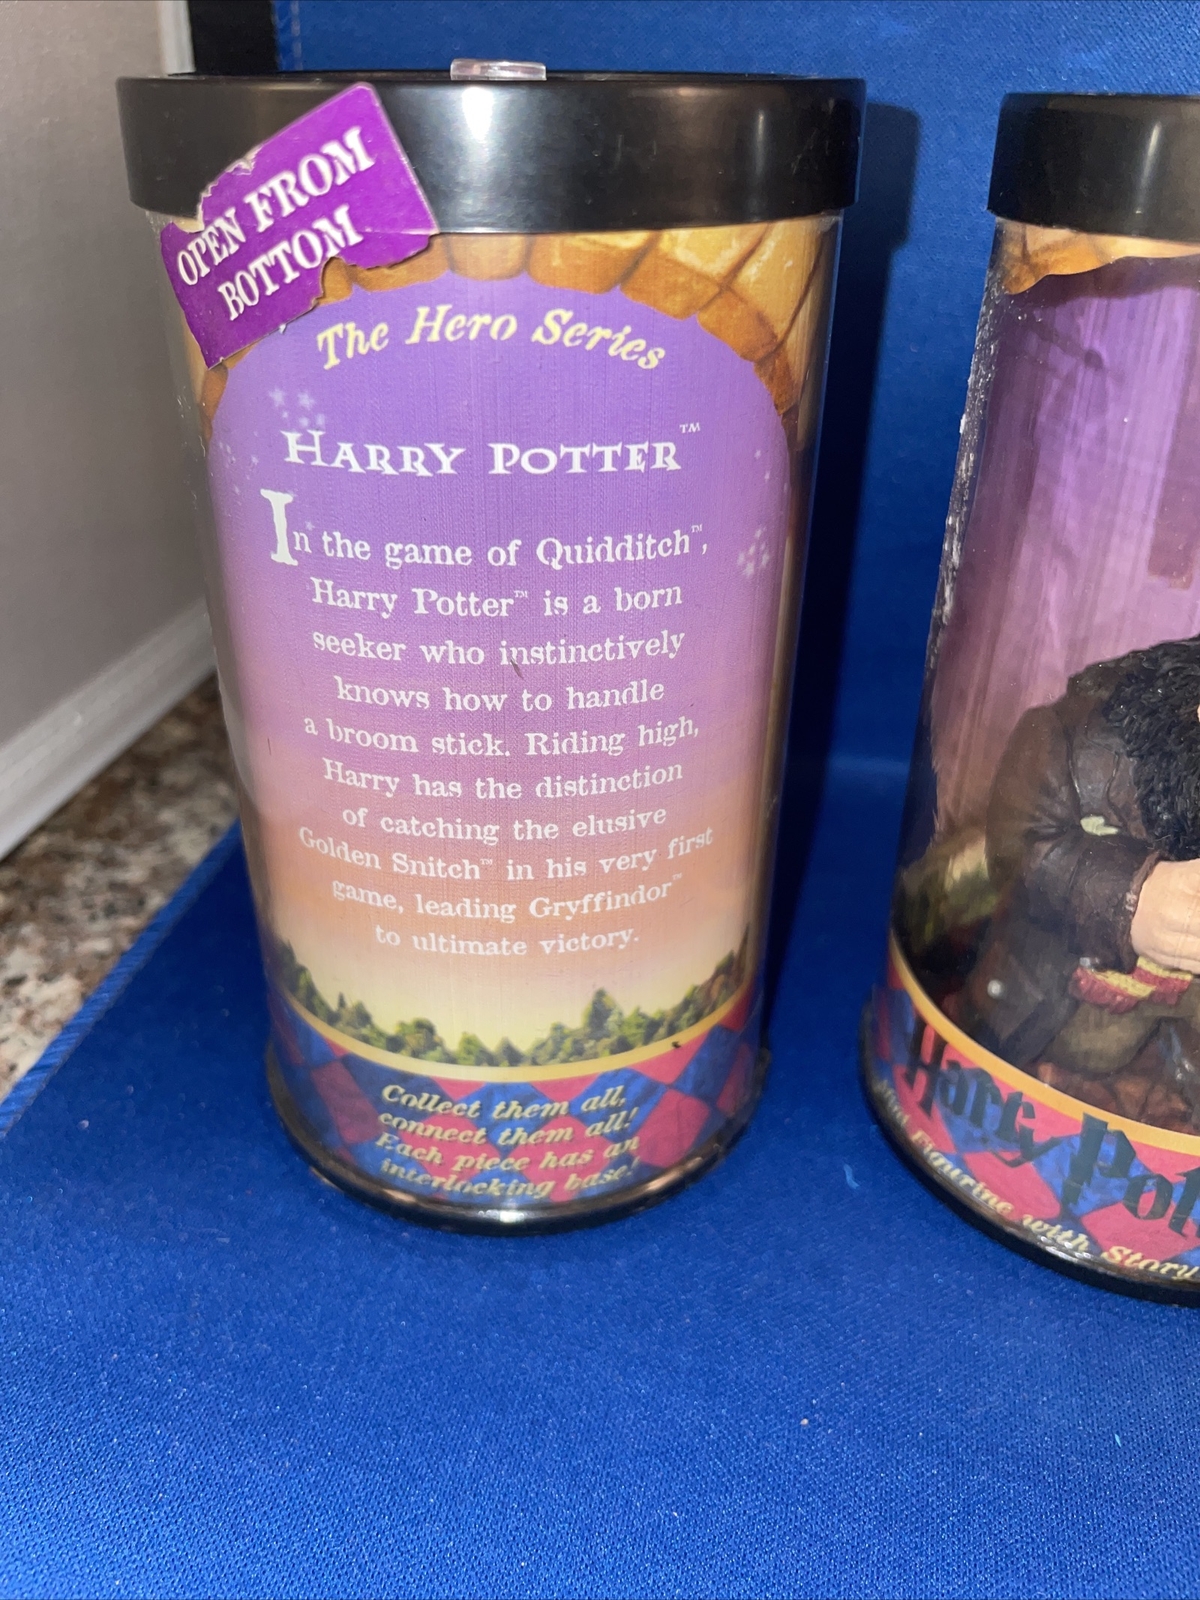 OPEN FROM
BOTTOM
The Hero Series
HARRY POTTER™
In the game of Quidditch™,
Harry Potter™ is a born
seeker who instinctively
knows how to handle
a broom stick. Riding high,
Harry has the distinction
of catching the elusive
Golden Snitch™ in his very first
game, leading Gryffindor™
to ultimate victory.
Collect them all,
connect them all!
Each piece has an
interlocking base!
Harry Pot
Figurine with Story